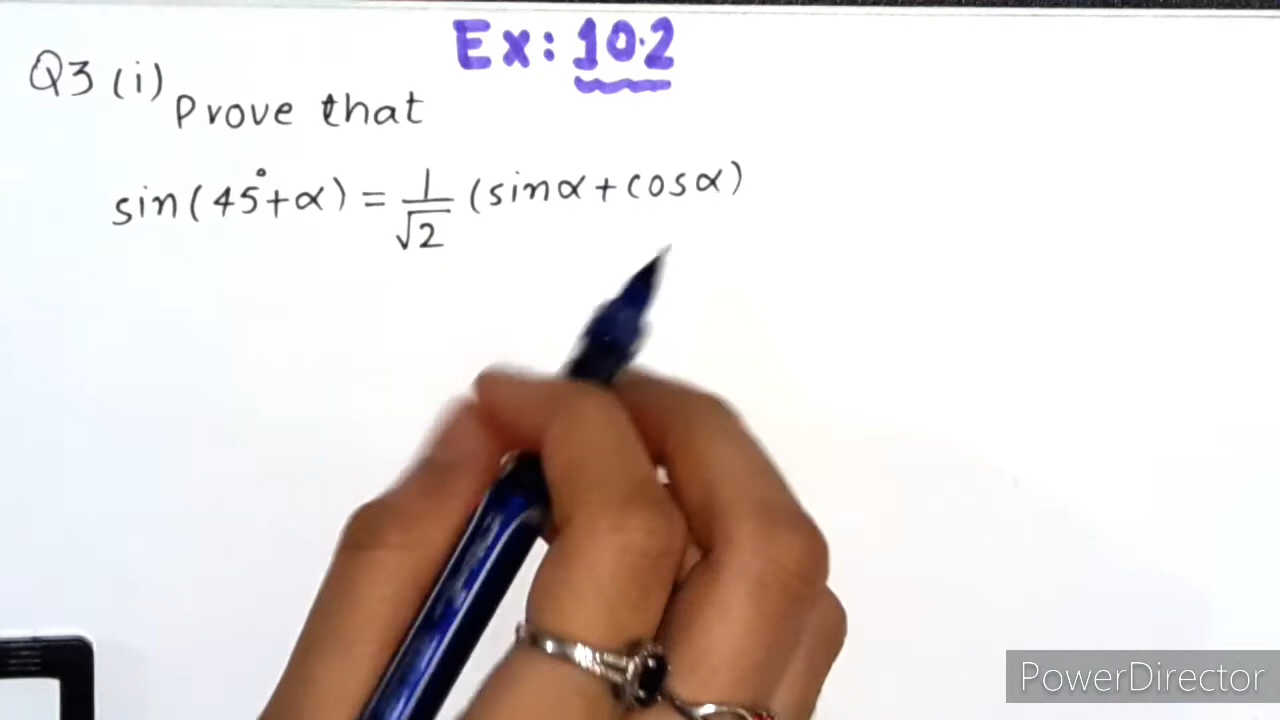 Ex: 10.2
Q3 (i)
Prove that
sin(45°+α) = 1/√2 (sinα+cosα)
PowerDirector